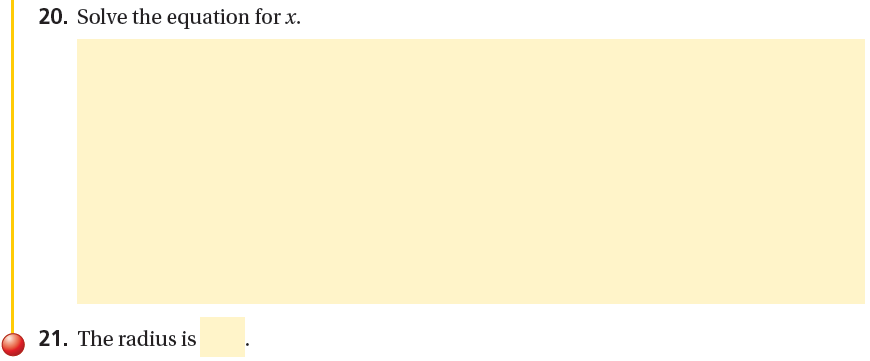 20. Solve the equation for x.
21. The radius is .